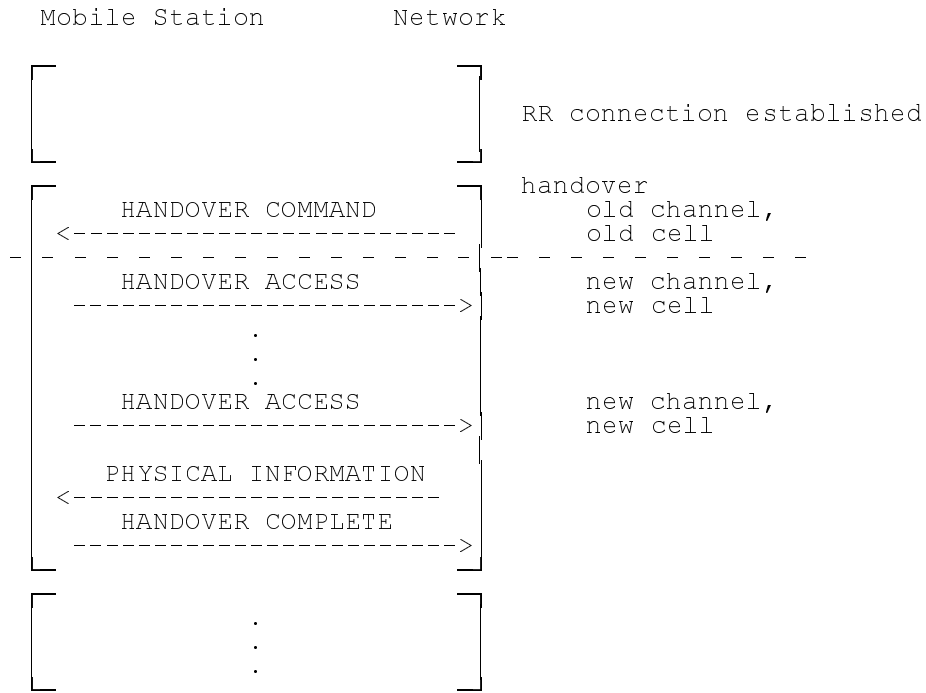 Mobile Station Network
RR connection established
handover
HANDOVER COMMAND old channel,
<------------------------ old cell
HANDOVER ACCESS new channel,
------------------------> new cell
.
.
.
HANDOVER ACCESS new channel,
------------------------> new cell
PHYSICAL INFORMATION
<-----------------------
HANDOVER COMPLETE
------------------------>
.
.
.